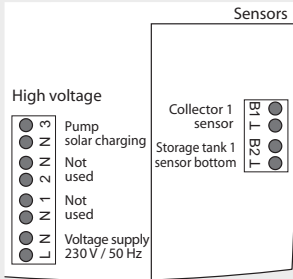 Sensors
High voltage
3 N
Pump
solar charging
N 2
Not
used
1 N
Not
used
N L
Voltage supply
230 V / 50 Hz
Collector 1
sensor
B1 ⊥
Storage tank 1
sensor bottom
B2 ⊥